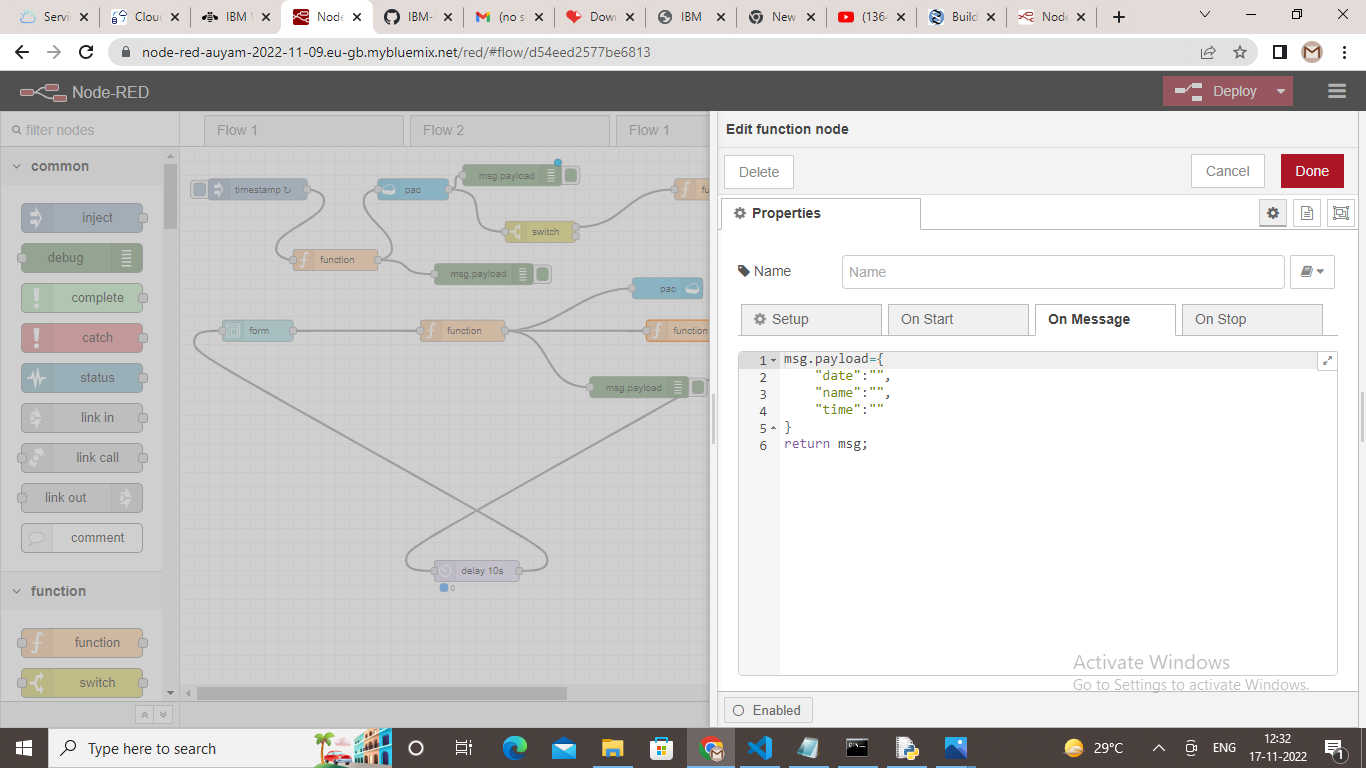 Servic
Clouc
IBM W
Node
IBM-
(no s
Down
IBM
New
(136
Build
Node
node-red-auyam-2022-11-09.eu-gb.mybluemix.net/red/#flow/d54eed2577be6813
Node-RED
Deploy
filter nodes
Flow 1
Flow 2
Flow 1
common
inject
debug
complete
catch
status
link in
link call
link out
comment
function
function
switch
timestamp ↻
pac
msg.payload
switch
function
msg.payload
pac
form
function
function
msg.payload
delay 10s
0
Edit function node
Delete
Cancel
Done
Properties
Name
Name
Setup
On Start
On Message
On Stop
1 msg.payload={
2 "date":"",
3 "name":"",
4 "time":""
5 }
6 return msg;
Activate Windows
Go to Settings to activate Windows.
Enabled
Type here to search
29°C
ENG
12:32
17-11-2022
1